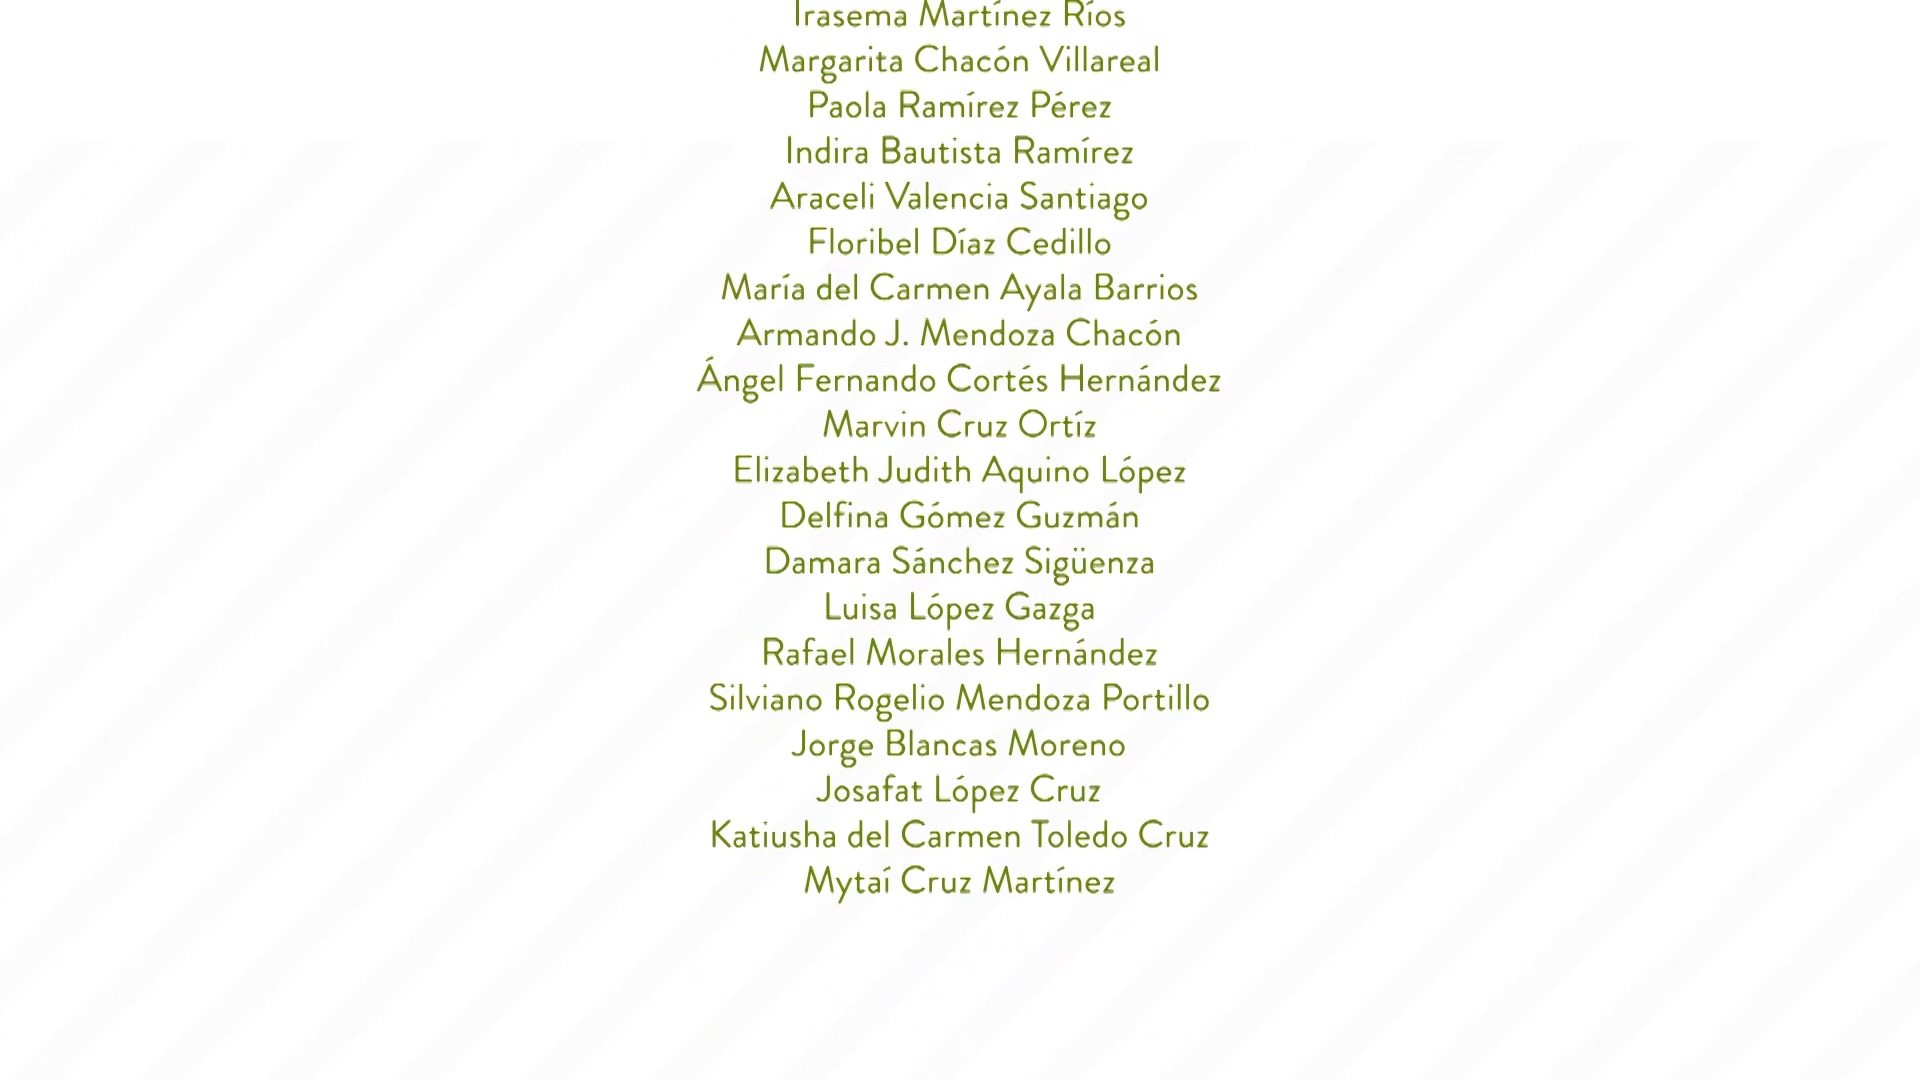 Irasema Martínez Ríos
Margarita Chacón Villareal
Paola Ramírez Pérez
Indira Bautista Ramírez
Araceli Valencia Santiago
Floribel Díaz Cedillo
María del Carmen Ayala Barrios
Armando J. Mendoza Chacón
Ángel Fernando Cortés Hernández
Marvin Cruz Ortíz
Elizabeth Judith Aquino López
Delfina Gómez Guzmán
Damara Sánchez Sigüenza
Luisa López Gazga
Rafael Morales Hernández
Silviano Rogelio Mendoza Portillo
Jorge Blancas Moreno
Josafat López Cruz
Katiusha del Carmen Toledo Cruz
Mytaí Cruz Martínez